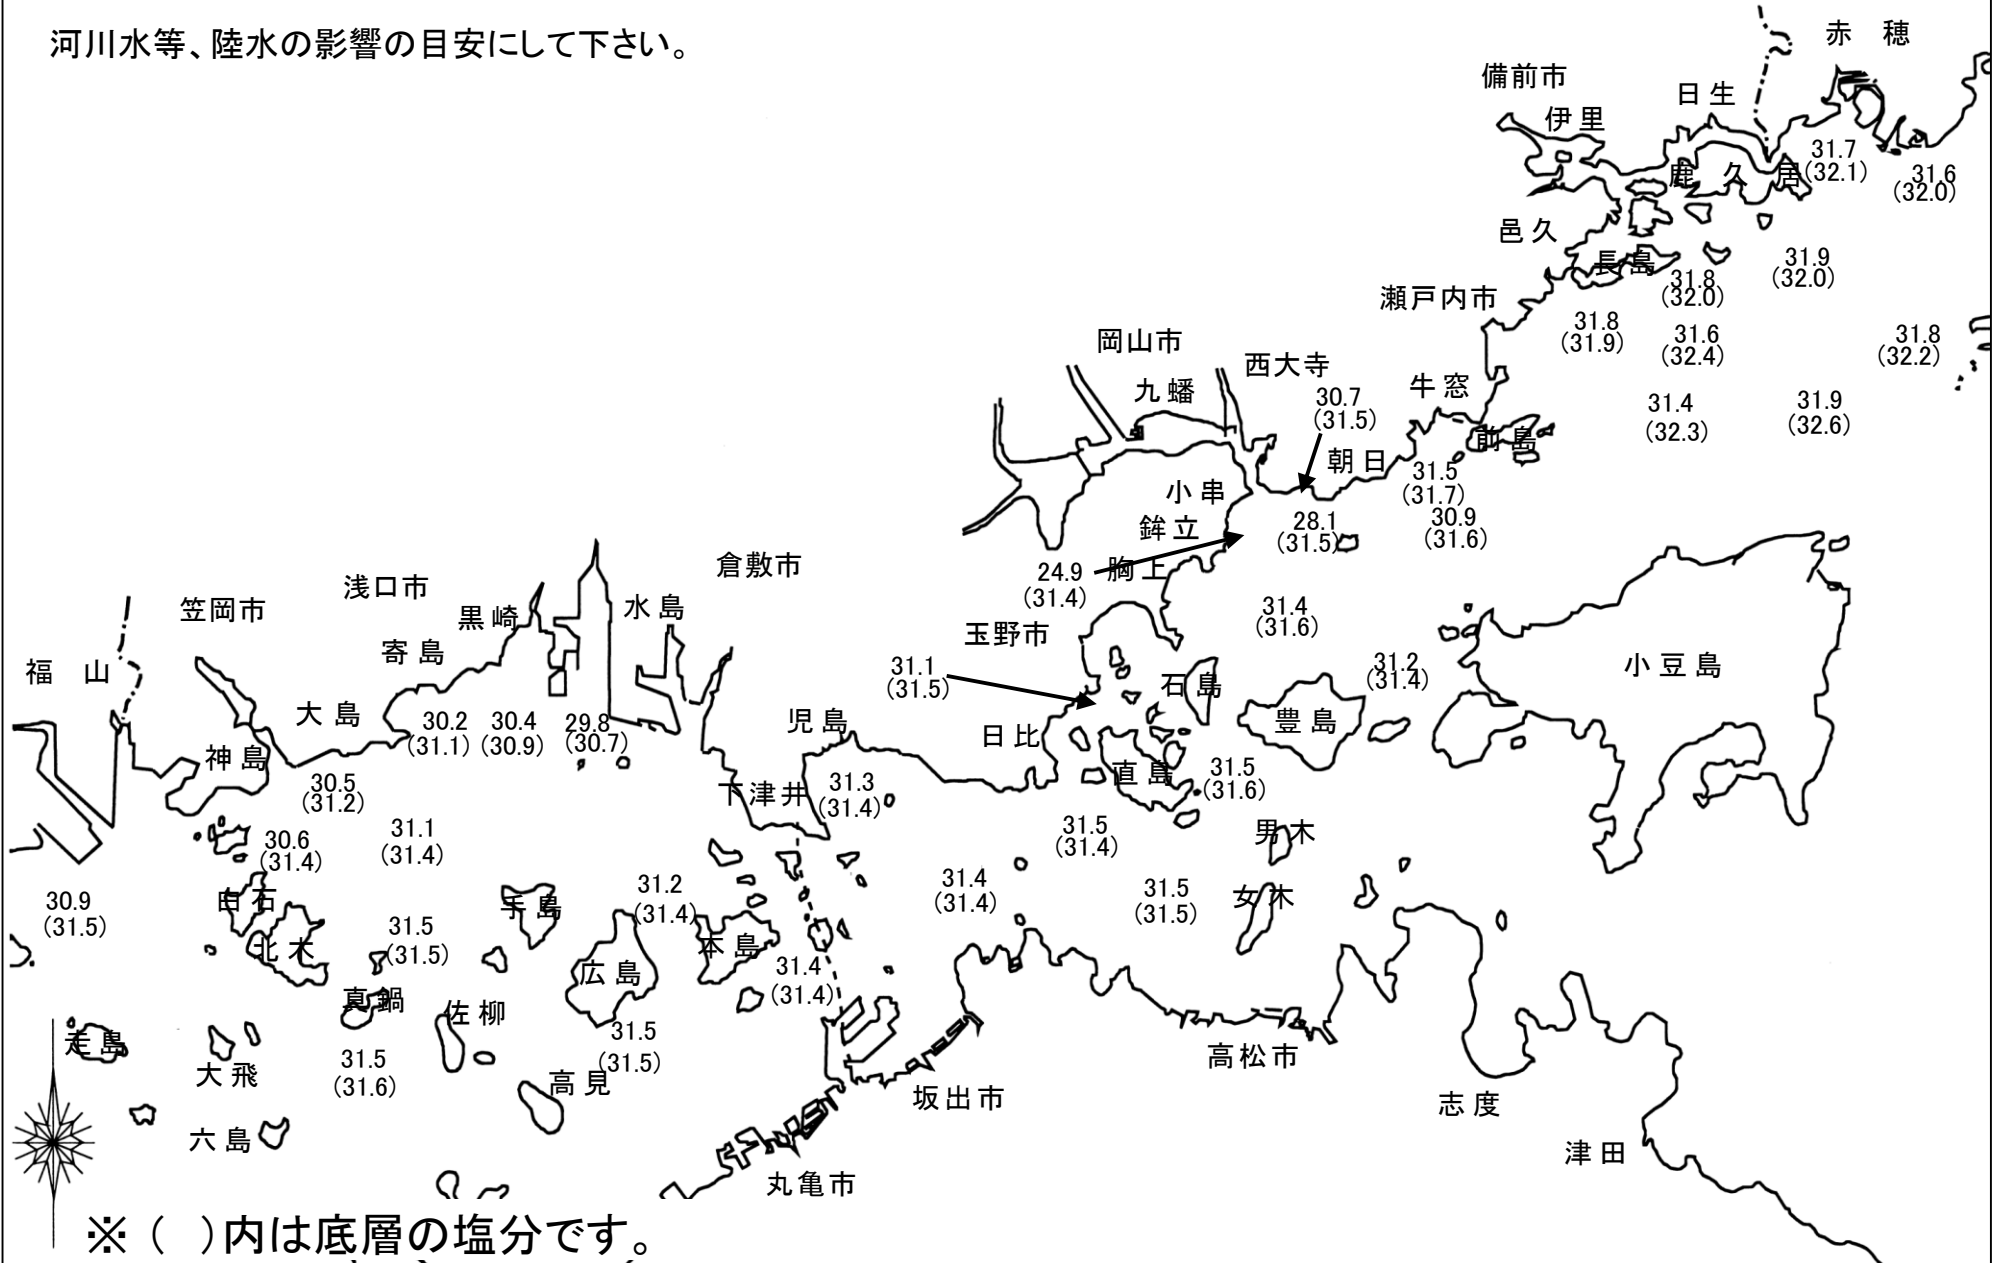 河川水等、陸水の影響の目安にして下さい。
赤 穂
備前市
日生
伊里
31.7
(32.1)
鹿 久 居
31.6
(32.0)
邑久
長島
31.9
(32.0)
31.8
(32.0)
瀬戸内市
31.8
(31.9)
31.6
(32.4)
31.8
(32.2)
岡山市
西大寺
九蟠
牛窓
30.7
(31.5)
31.4
(32.3)
31.9
(32.6)
前島
朝日
31.5
(31.7)
小串
鉾立
28.1
(31.5)
30.9
(31.6)
胸上
24.9
(31.4)
倉敷市
浅口市
笠岡市
黒崎
水島
31.4
(31.6)
玉野市
寄島
福 山
31.1
(31.5)
石島
31.2
(31.4)
小豆島
大島
30.2
(31.1)
30.4
(30.9)
29.8
(30.7)
児島
日比
豊島
神島
直島
31.5
(31.6)
30.5
(31.2)
下津井
31.3
(31.4)
31.1
(31.4)
30.6
(31.4)
31.5
(31.4)
男木
30.9
(31.5)
白石
手島
31.2
(31.4)
31.4
(31.4)
31.5
(31.5)
女木
31.5
(31.5)
北木
本島
広島
31.4
(31.4)
真鍋
佐柳
走島
31.5
(31.5)
大飛
31.5
(31.6)
高見
高松市
坂出市
志度
六島
津田
丸亀市
※( )内は底層の塩分です。